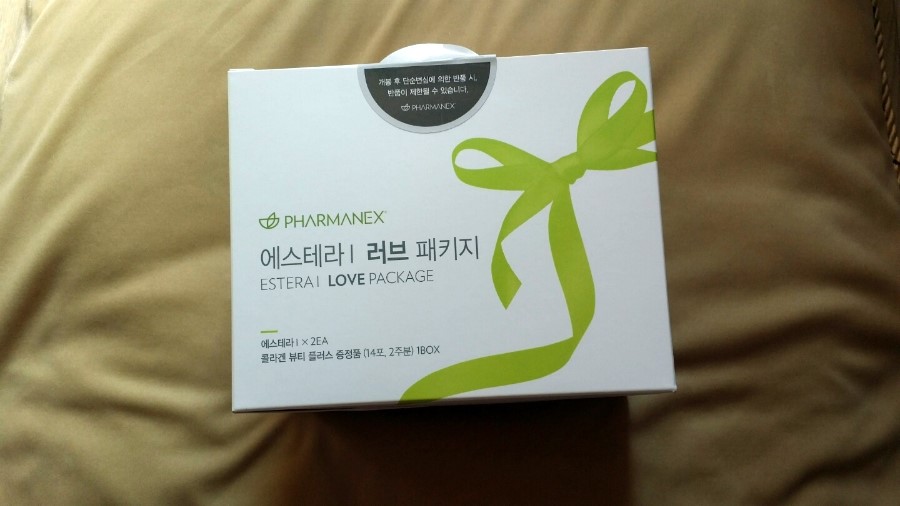 개봉 후 단순변심에 의한 반품 시,
반품이 제한될 수 있습니다.
PHARMANEX
PHARMANEX
에스테라 I 러브 패키지
ESTERA I LOVE PACKAGE
에스테라 I × 2EA
콜라겐 뷰티 플러스 증정품 (14포, 2주분) 1BOX